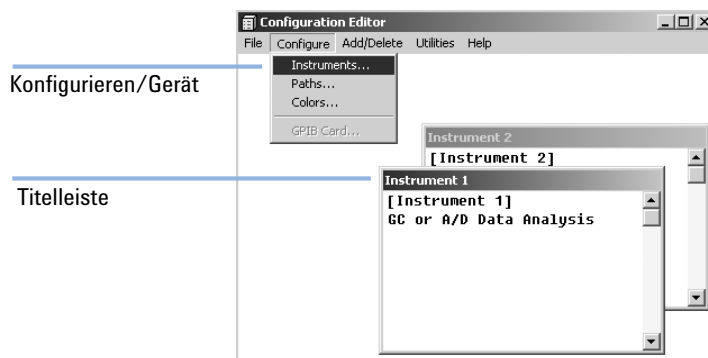 Configuration Editor
File Configure Add/Delete Utilities Help
Instruments...
Paths...
Colors...
GPIB Card...
Konfigurieren/Gerät
Titelleiste
Instrument 2
[Instrument 2]
Instrument 1
[Instrument 1]
GC or A/D Data Analysis